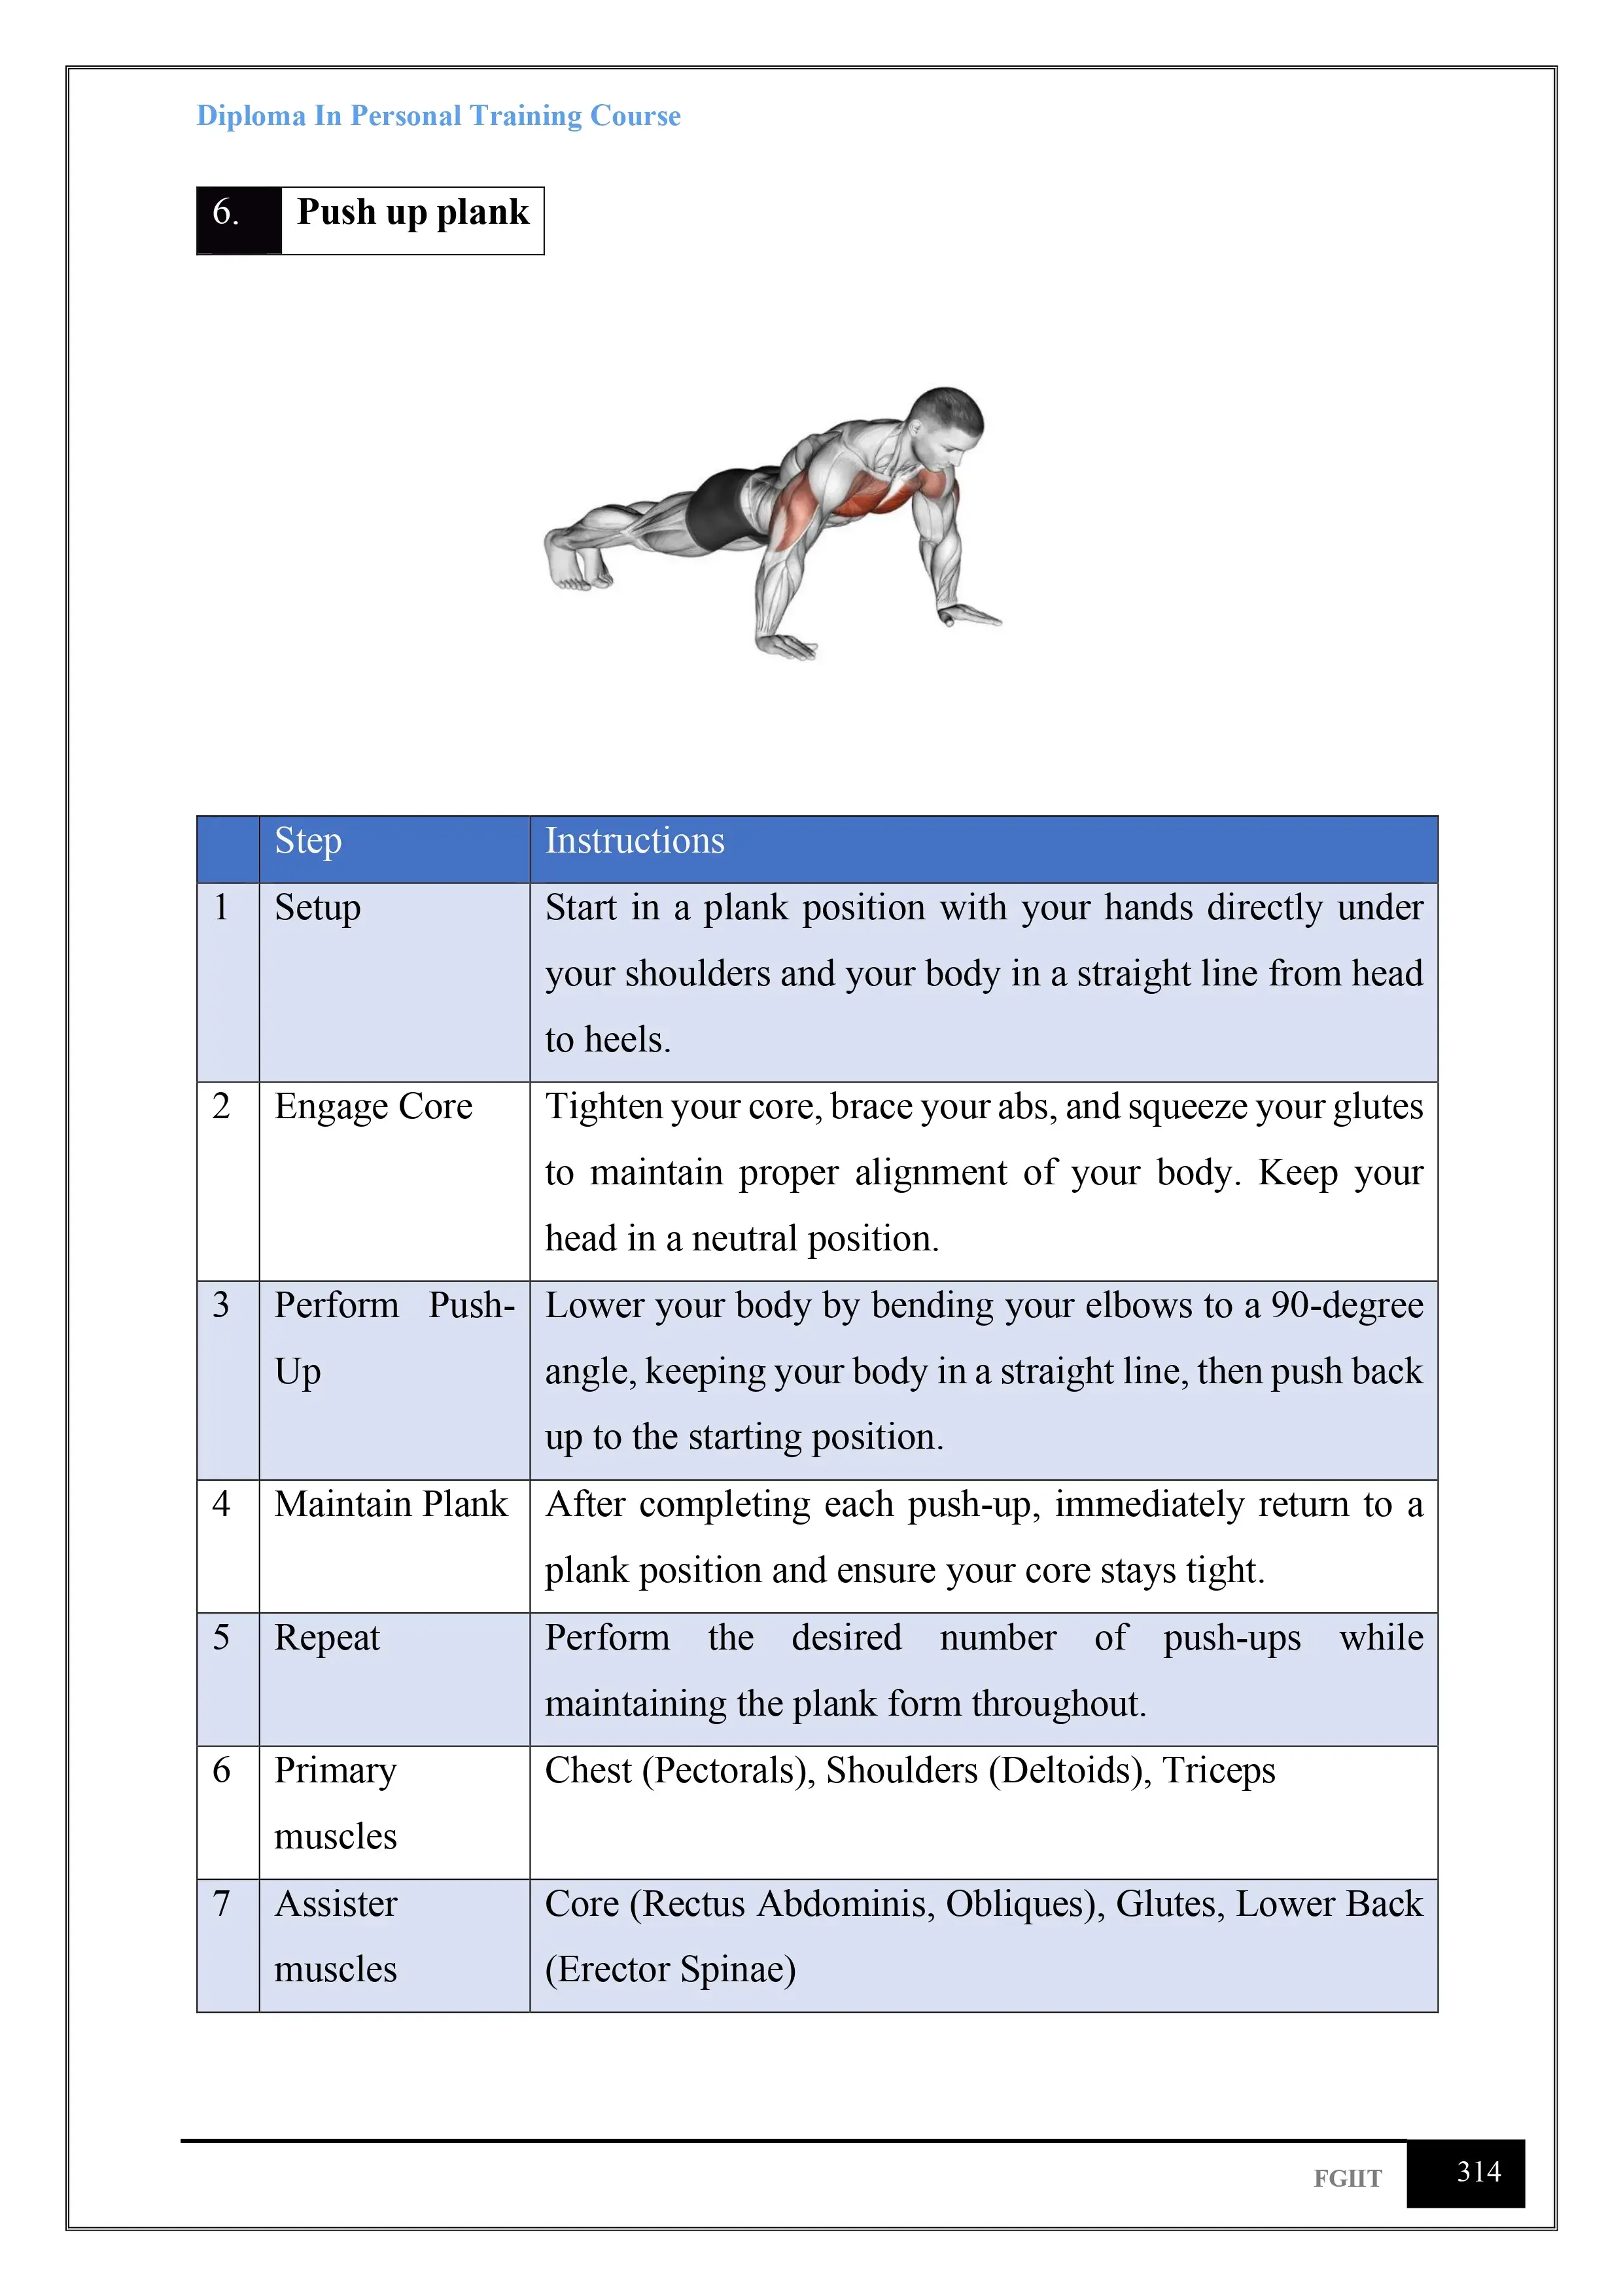 Diploma In Personal Training Course
6. Push up plank
Step Instructions
1 Setup Start in a plank position with your hands directly under
your shoulders and your body in a straight line from head
to heels.
2 Engage Core Tighten your core, brace your abs, and squeeze your glutes
to maintain proper alignment of your body. Keep your
head in a neutral position.
3 Perform Push- Lower your body by bending your elbows to a 90-degree
Up angle, keeping your body in a straight line, then push back
up to the starting position.
4 Maintain Plank After completing each push-up, immediately return to a
plank position and ensure your core stays tight.
5 Repeat Perform the desired number of push-ups while
maintaining the plank form throughout.
6 Primary Chest (Pectorals), Shoulders (Deltoids), Triceps
muscles
7 Assister Core (Rectus Abdominis, Obliques), Glutes, Lower Back
muscles (Erector Spinae)
FGIIT 314